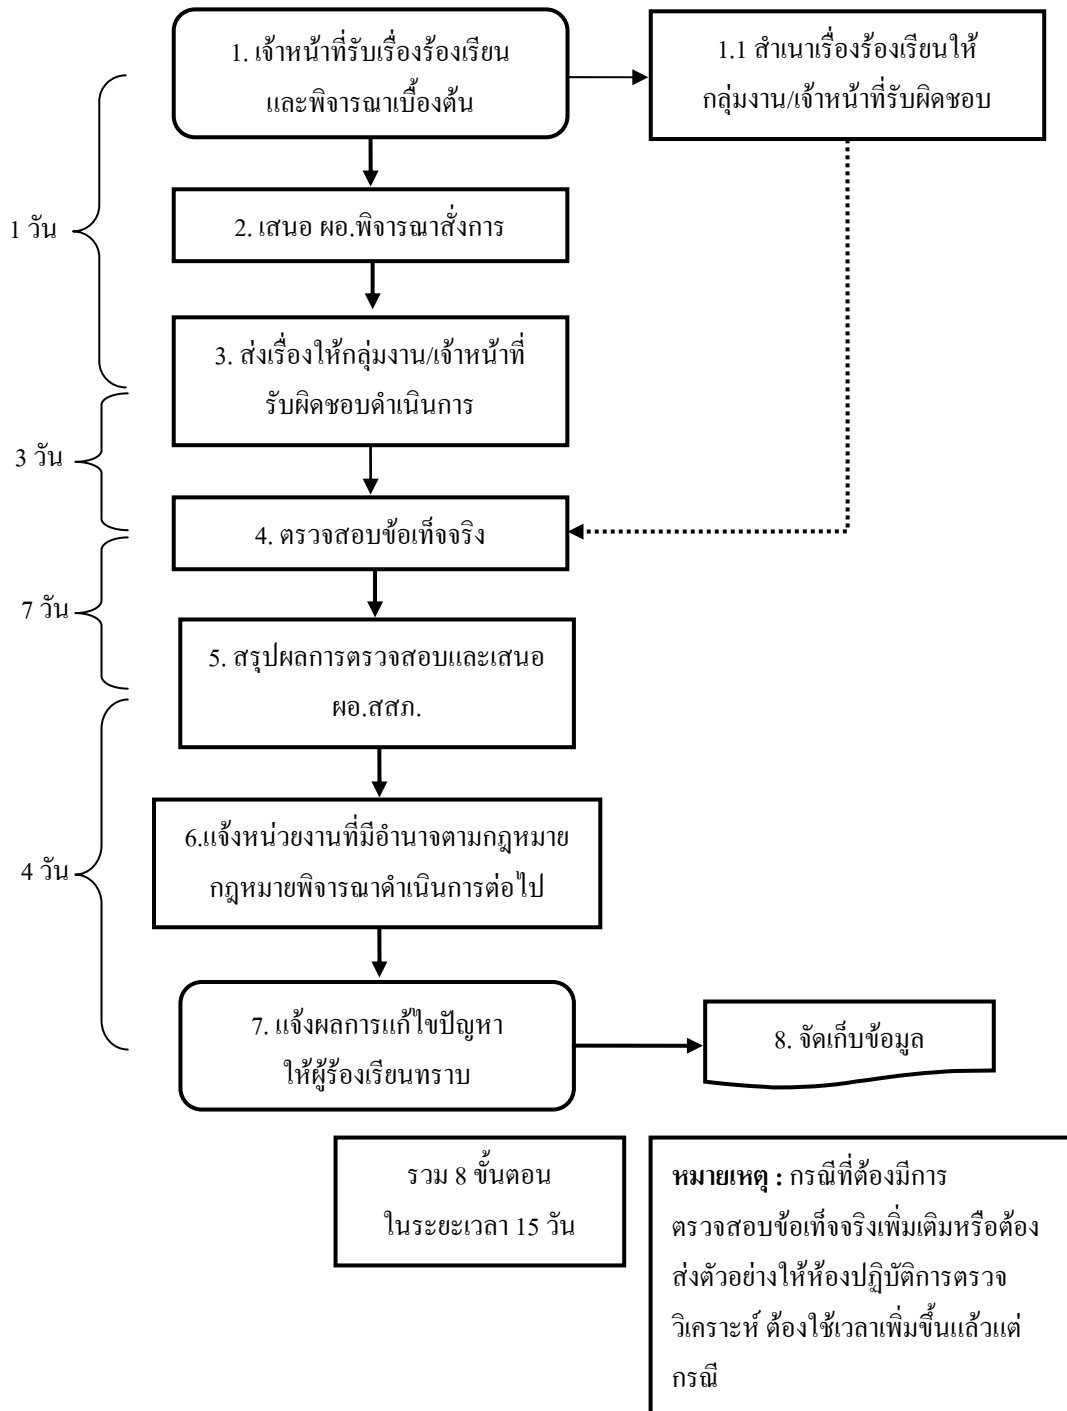 1. เจ้าหน้าที่รับเรื่องร้องเรียน
และพิจารณาเบื้องต้น
1.1 สำเนาเรื่องร้องเรียนให้
กลุ่มงาน/เจ้าหน้าที่รับผิดชอบ
1 วัน
2. เสนอ ผอ.พิจารณาสั่งการ
3. ส่งเรื่องให้กลุ่มงาน/เจ้าหน้าที่
รับผิดชอบดำเนินการ
3 วัน
4. ตรวจสอบข้อเท็จจริง
7 วัน
5. สรุปผลการตรวจสอบและเสนอ
ผอ.สสภ.
4 วัน
6.แจ้งหน่วยงานที่มีอำนาจตามกฎหมาย
กฎหมายพิจารณาดำเนินการต่อไป
7. แจ้งผลการแก้ไขปัญหา
ให้ผู้ร้องเรียนทราบ
8. จัดเก็บข้อมูล
รวม 8 ขั้นตอน
ในระยะเวลา 15 วัน
หมายเหตุ : กรณีที่ต้องมีการ
ตรวจสอบข้อเท็จจริงเพิ่มเติมหรือต้อง
ส่งตัวอย่างให้ห้องปฏิบัติการตรวจ
วิเคราะห์ ต้องใช้เวลาเพิ่มขึ้นแล้วแต่
กรณี